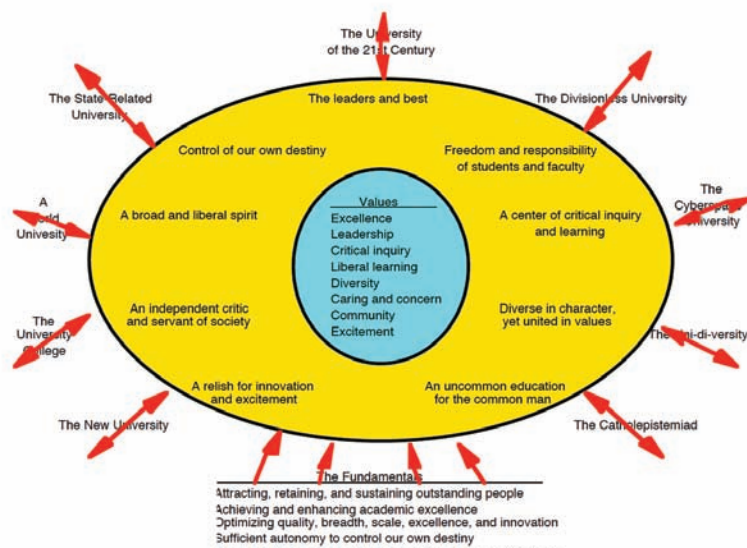 The University
of the 21st Century
The State-Related
University
The leaders and best
The Divisionless University
Control of our own destiny
Freedom and responsibility
of students and faculty
A
World
Univesity
A broad and liberal spirit
Values
Excellence
Leadership
Critical inquiry
Liberal learning
Diversity
Caring and concern
Community
Excitement
A center of critical inquiry
and learning
The
Cyberspace
University
The
University
College
An independent critic
and servant of society
Diverse in character,
yet united in values
The Uni-di-versity
A relish for innovation
and excitement
An uncommon education
for the common man
The New University
The Catholepistemiad
The Fundamentals
Attracting, retaining, and sustaining outstanding people
Achieving and enhancing academic excellence
Optimizing quality, breadth, scale, excellence, and innovation
Sufficient autonomy to control our own destiny